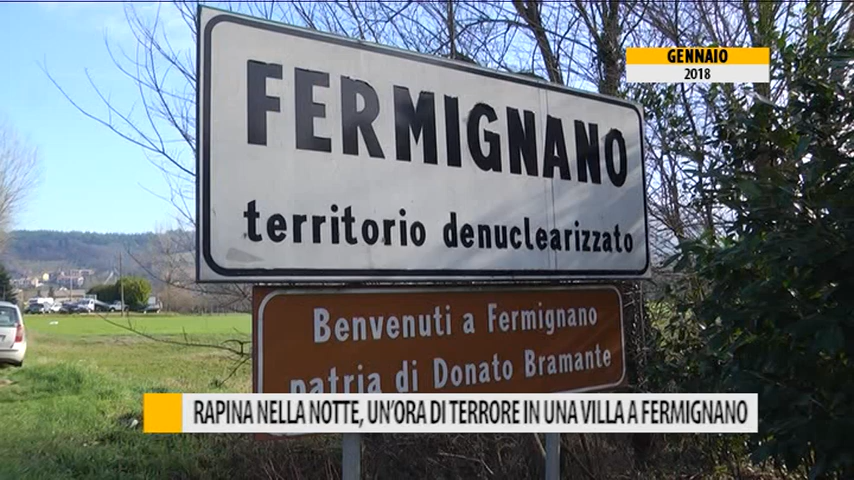 GENNAIO
2018
FERMIGNANO
territorio denuclearizzato
Benvenuti a Fermignano
patria di Donato Bramante
RAPINA NELLA NOTTE, UN'ORA DI TERRORE IN UNA VILLA A FERMIGNANO